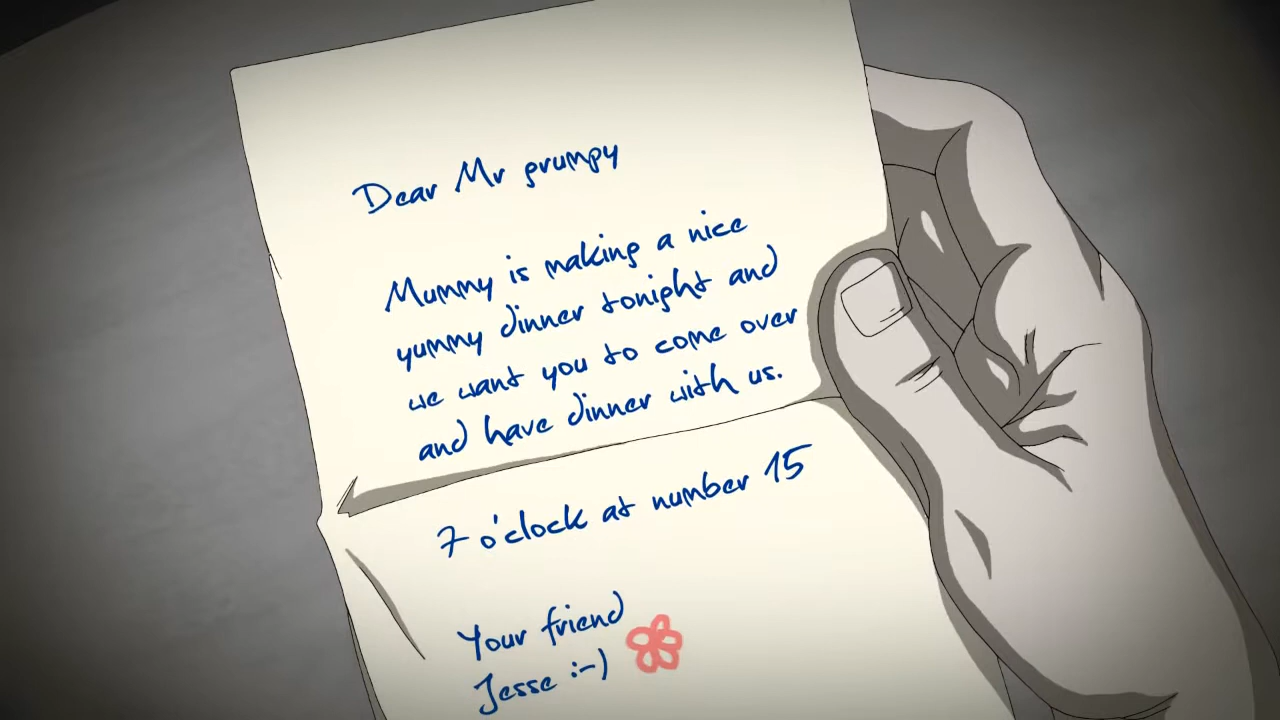 Dear Mr grumpy
Mummy is making a nice
yummy dinner tonight and
we want you to come over
and have dinner with us.
7 o'clock at number 15
Your friend
Jesse :-)